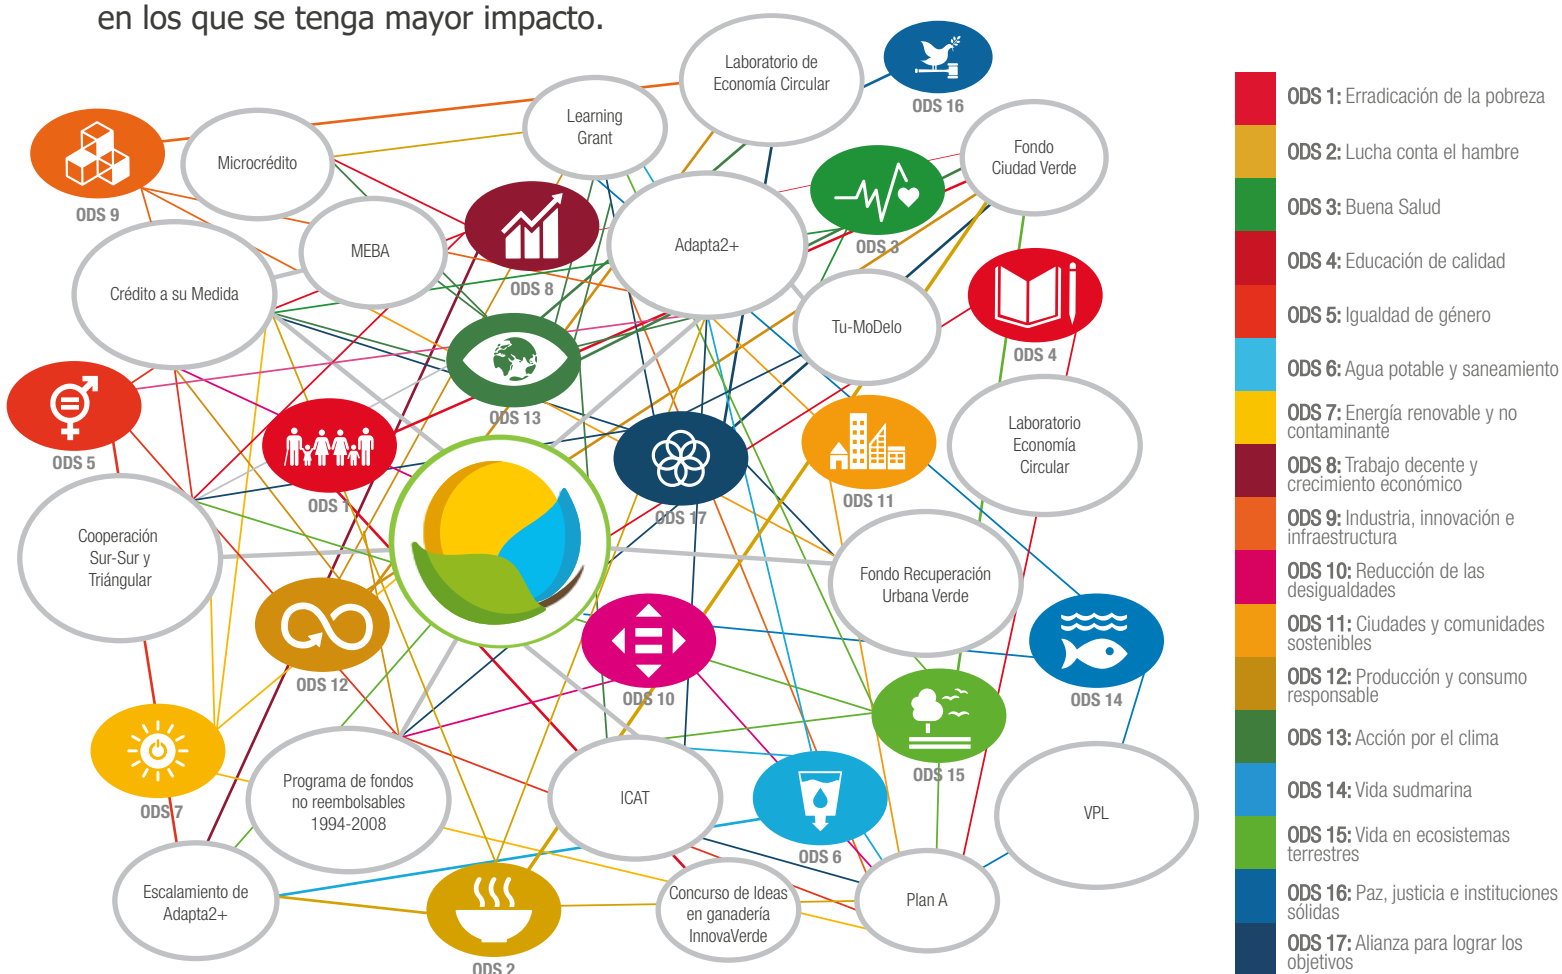 en los que se tenga mayor impacto.
Laboratorio de
Economía Circular
ODS 16
Learning
Grant
Fondo
Ciudad Verde
Microcrédito
ODS 9
MEBA
ODS 8
Adapta2+
ODS 3
Crédito a su Medida
Tu-MoDelo
ODS 4
ODS 13
ODS 5
ODS 1
ODS 17
ODS 11
Laboratorio
Economía
Circular
Cooperación
Sur-Sur y
Triángular
Fondo Recuperación
Urbana Verde
ODS 12
ODS 10
ODS 14
ODS 7
Programa de fondos
no reembolsables
1994-2008
ICAT
ODS 15
VPL
ODS 6
Escalamiento de
Adapta2+
ODS 2
Concurso de Ideas
en ganadería
InnovaVerde
Plan A
ODS 1: Erradicación de la pobreza
ODS 2: Lucha conta el hambre
ODS 3: Buena Salud
ODS 4: Educación de calidad
ODS 5: Igualdad de género
ODS 6: Agua potable y saneamiento
ODS 7: Energía renovable y no
contaminante
ODS 8: Trabajo decente y
crecimiento económico
ODS 9: Industria, innovación e
infraestructura
ODS 10: Reducción de las
desigualdades
ODS 11: Ciudades y comunidades
sostenibles
ODS 12: Producción y consumo
responsable
ODS 13: Acción por el clima
ODS 14: Vida sudmarina
ODS 15: Vida en ecosistemas
terrestres
ODS 16: Paz, justicia e instituciones
sólidas
ODS 17: Alianza para lograr los
objetivos